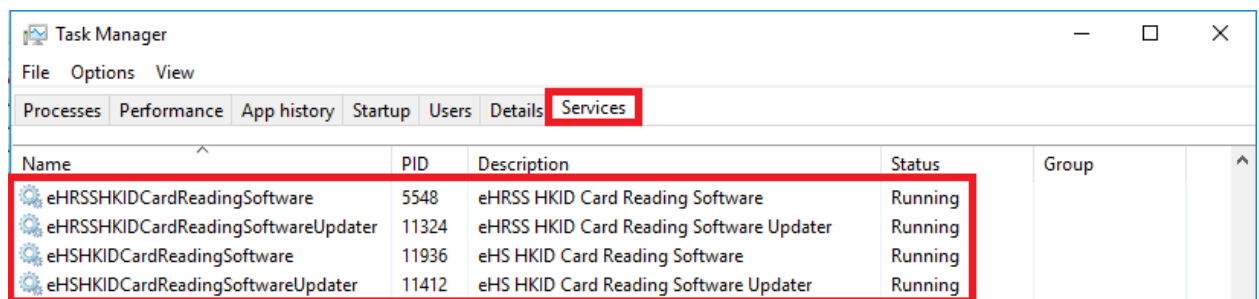 Task Manager
File Options View
Processes Performance App history Startup Users Details Services
Name PID Description Status Group
eHRSSHKIDCardReadingSoftware 5548 eHRSS HKID Card Reading Software Running
eHRSSHKIDCardReadingSoftwareUpdater 11324 eHRSS HKID Card Reading Software Updater Running
eHSHKIDCardReadingSoftware 11936 eHS HKID Card Reading Software Running
eHSHKIDCardReadingSoftwareUpdater 11412 eHS HKID Card Reading Software Updater Running